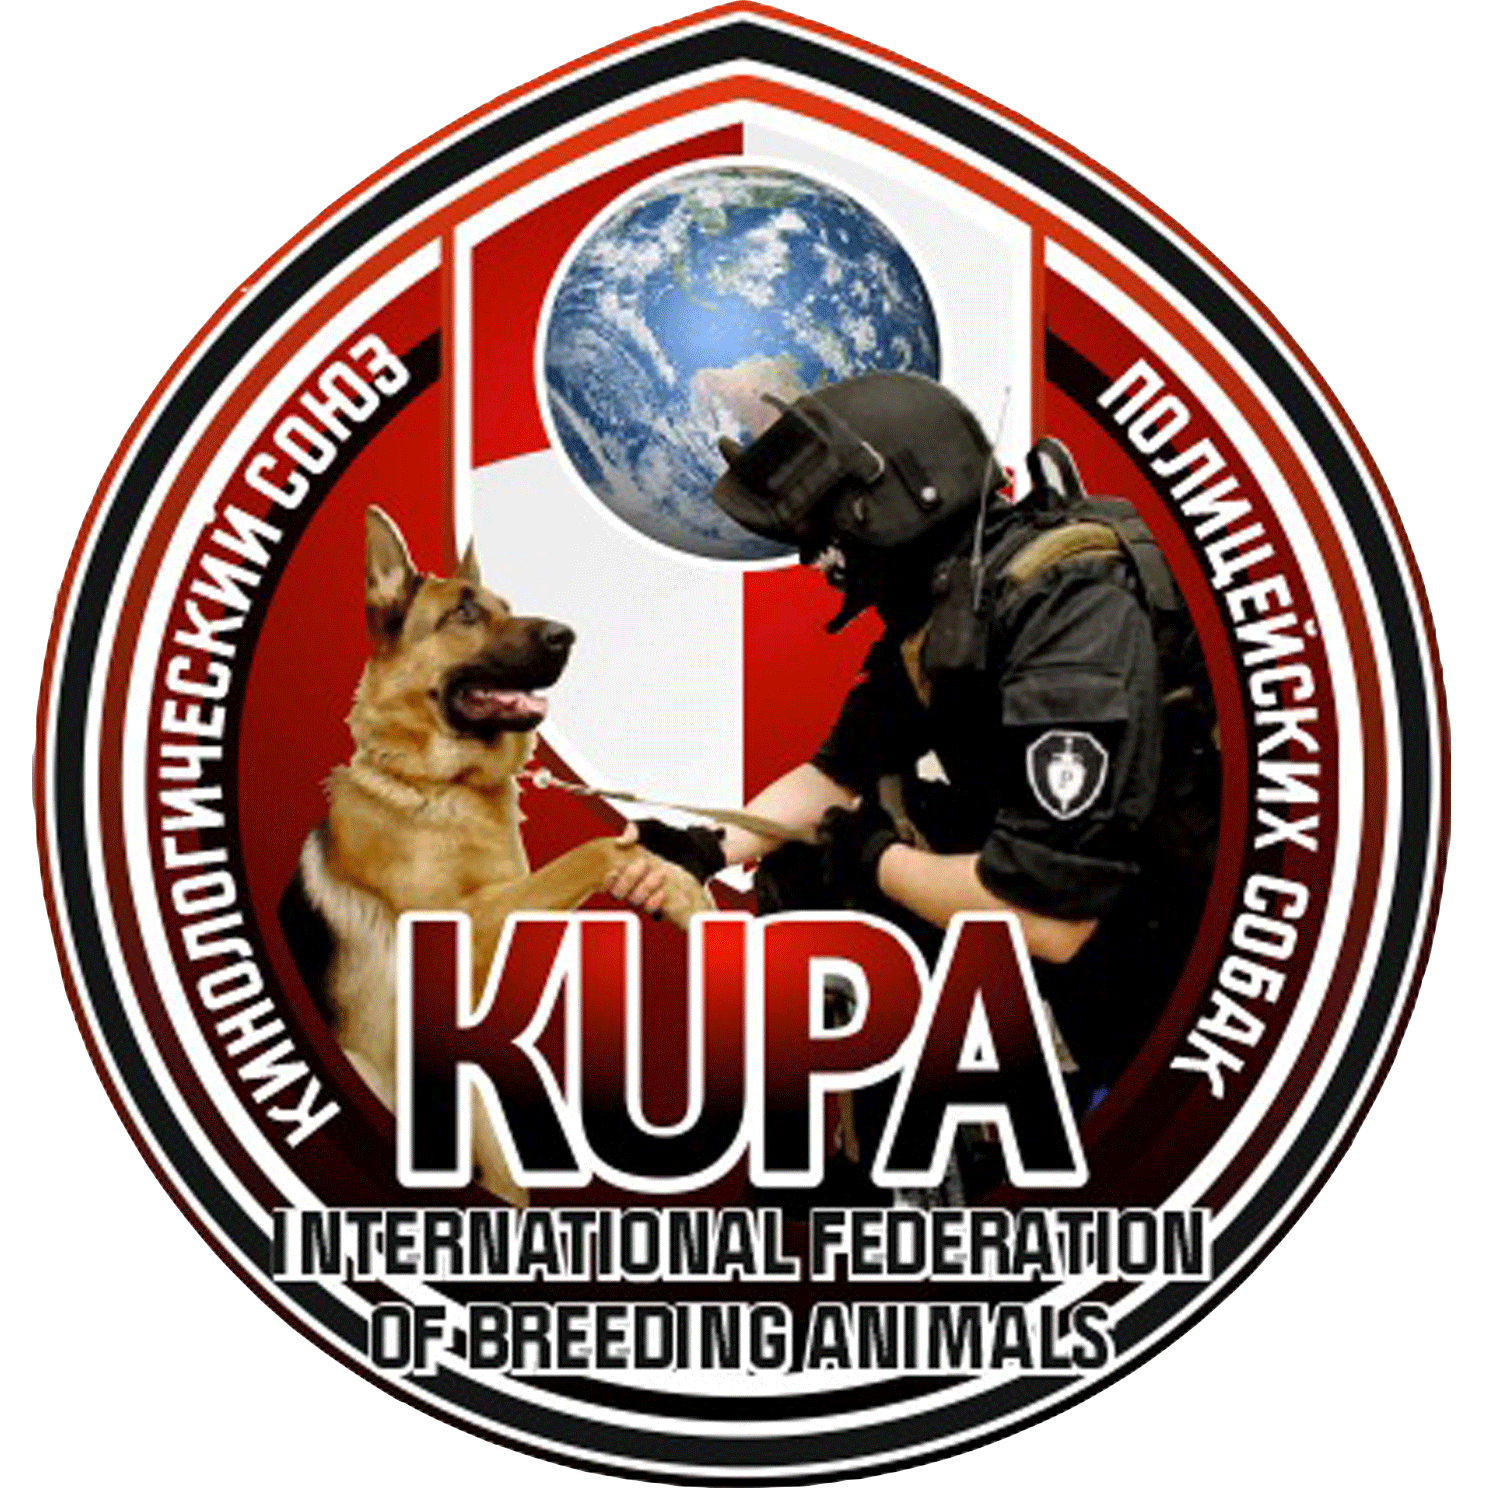 КИНОЛОГИЧЕСКИЙ СОЮЗ
ПОЛИЦЕЙСКИХ СОБАК
KUPA
INTERNATIONAL FEDERATION
OF BREEDING ANIMALS